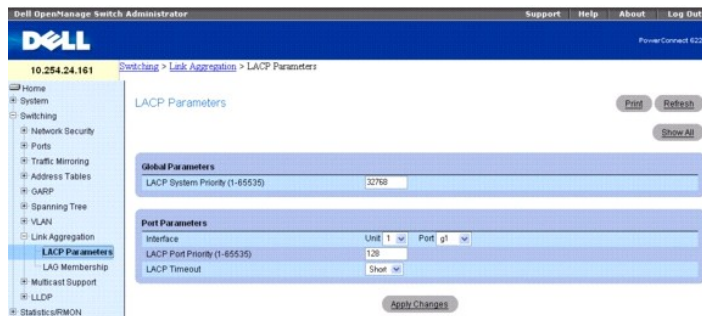 Dell OpenManage Switch Administrator
Support Help About Log Out
DELL
PowerConnect 622
10.254.24.161
Switching > Link Aggregation > LACP Parameters
Home
System
Switching
Network Security
Ports
Traffic Mirroring
Address Tables
GARP
Spanning Tree
VLAN
Link Aggregation
LACP Parameters
LAG Membership
Multicast Support
LLDP
Statistics/RMON
LACP Parameters
Print Refresh
Show All
Global Parameters
LACP System Priority (1-65535) 32768
Port Parameters
Interface Unit 1 Port g1
LACP Port Priority (1-65535) 128
LACP Timeout Short
Apply Changes